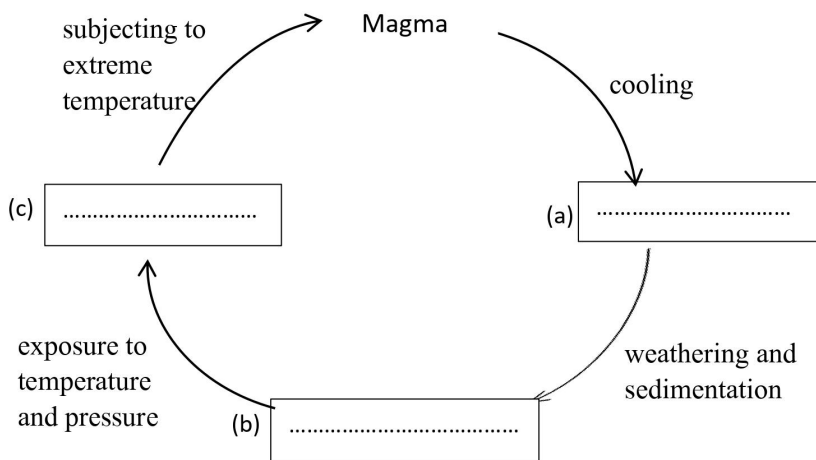 subjecting to
extreme
temperature
Magma
cooling
(c) ……………………………
(a) ……………………………
exposure to
temperature
and pressure
weathering and
sedimentation
(b) …………………………………